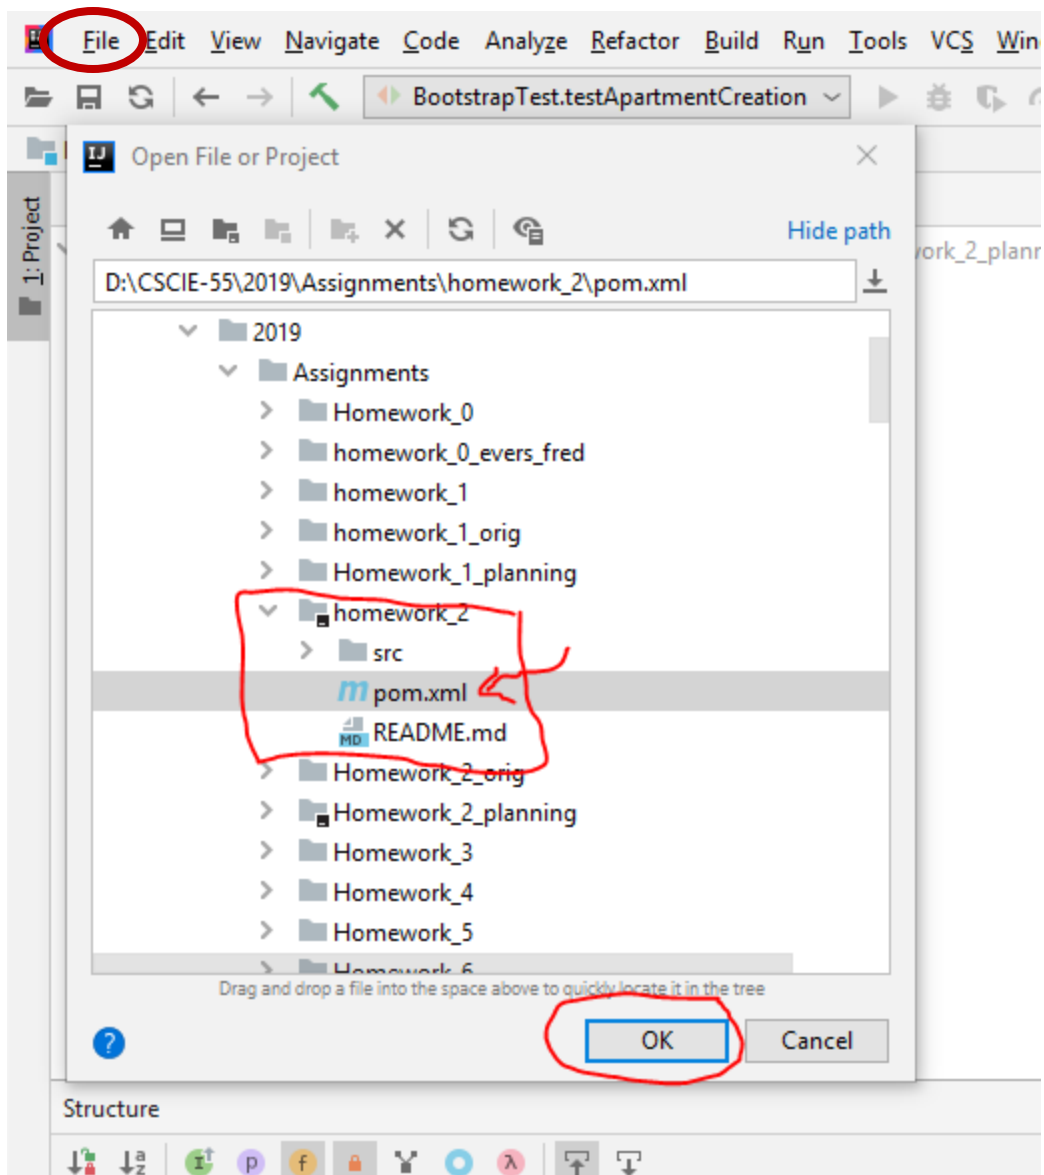 File Edit View Navigate Code Analyze Refactor Build Run Tools VCS
BootstrapTest.testApartmentCreation
IJ Open File or Project
1: Project
Hide path
D:\CSCIE-55\2019\Assignments\homework_2\pom.xml
2019
Assignments
Homework_0
homework_0_evers_fred
homework_1
homework_1_orig
Homework_1_planning
homework_2
src
m pom.xml
MD README.md
Homework_2_orig
Homework_2_planning
Homework_3
Homework_4
Homework_5
Homework_6
Drag and drop a file into the space above to quickly locate it in the tree
? OK Cancel
Structure
I p f λ